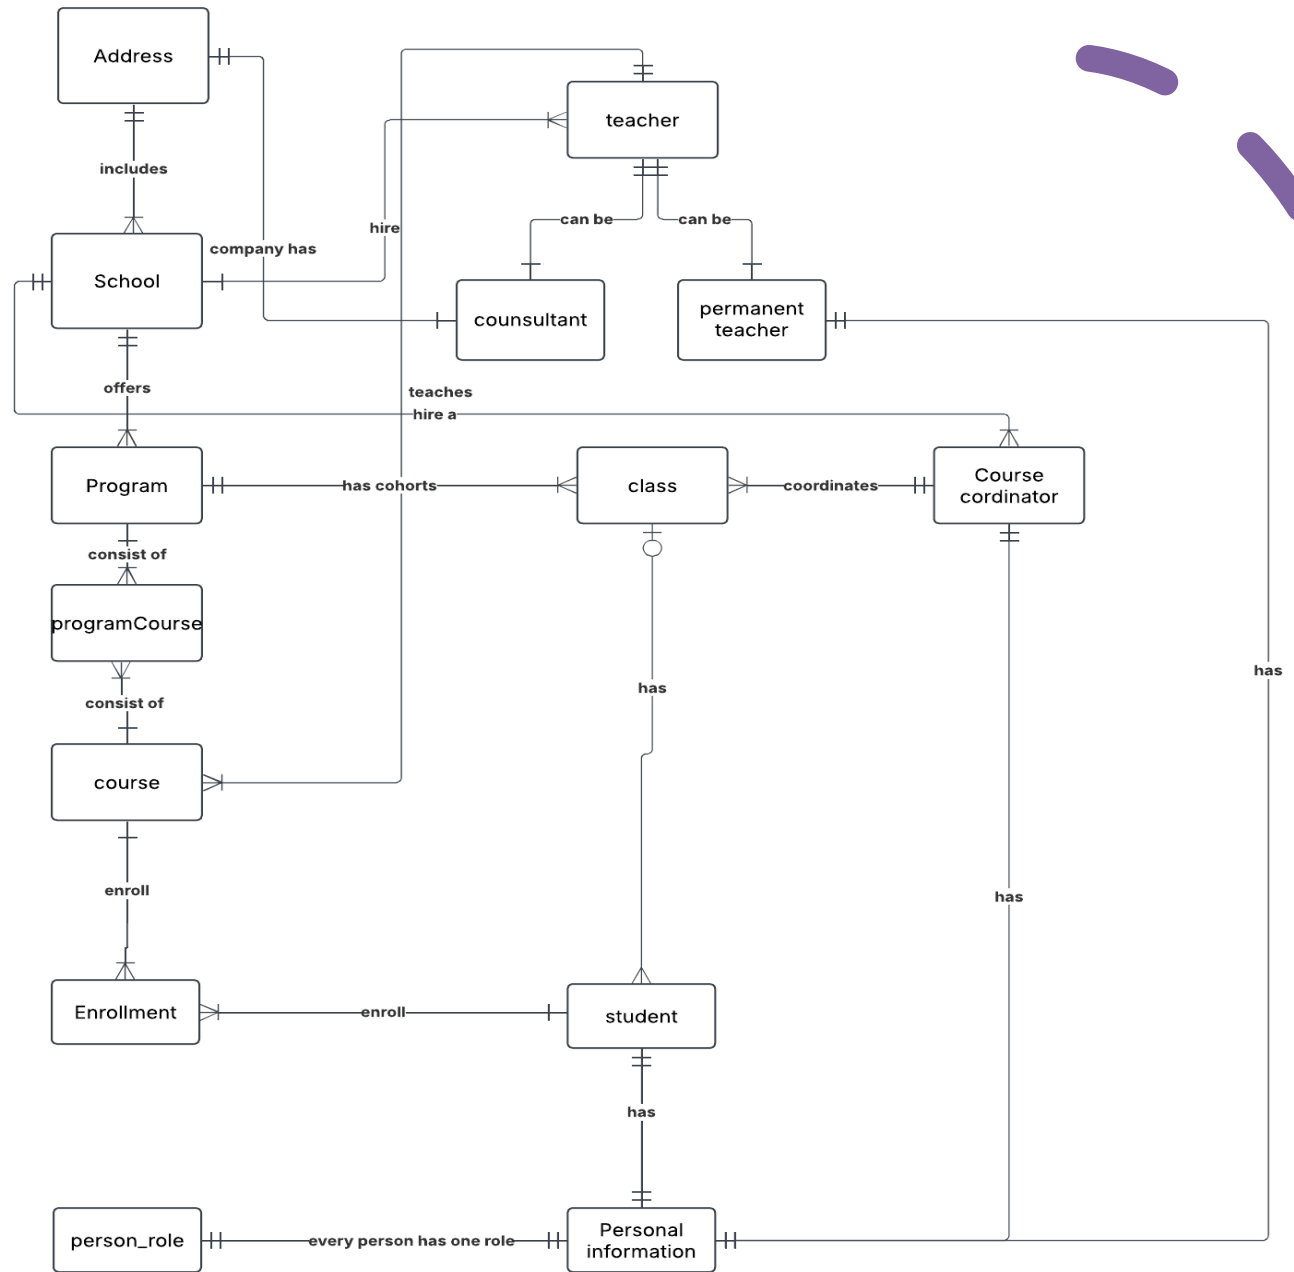 Address
teacher
includes
can be
can be
hire
company has
School
counsultant
permanent
teacher
offers
teaches
hire a
Program
has cohorts
class
coordinates
Course
cordinator
consist of
programCourse
has
has
consist of
course
enroll
has
Enrollment
enroll
student
has
person_role
every person has one role
Personal
information